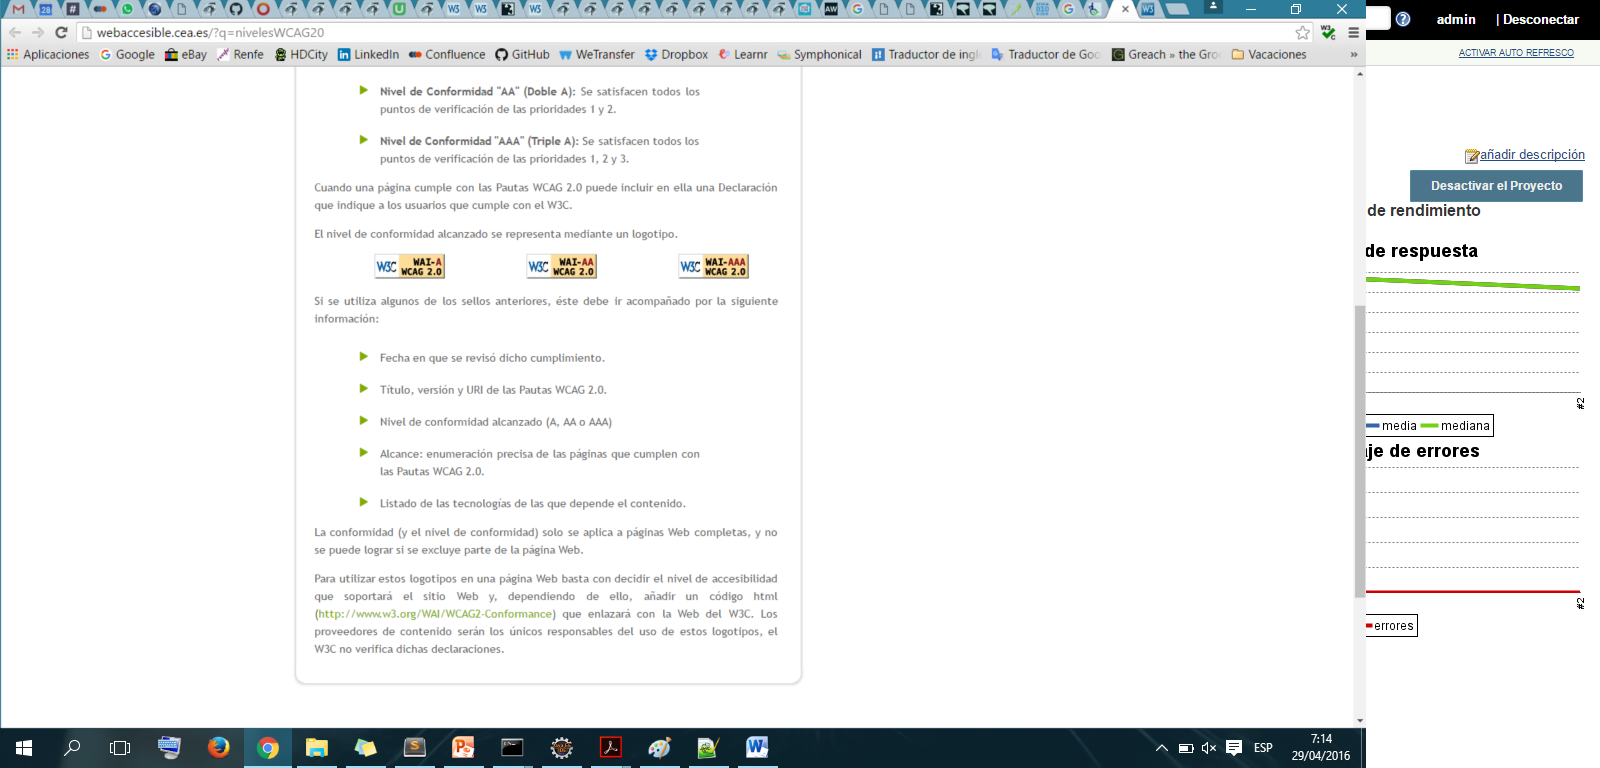 webaccesible.cea.es/?q=nivelesWCAG20
admin | Desconectar
Aplicaciones Google eBay Renfe HDCity LinkedIn Confluence GitHub WeTransfer Dropbox Learnr Symphonical Traductor de ingl Traductor de Goo Greach » the Gro Vacaciones »
ACTIVAR AUTO REFRESCO
Nivel de Conformidad "AA" (Doble A): Se satisfacen todos los
puntos de verificación de las prioridades 1 y 2.
Nivel de Conformidad "AAA" (Triple A): Se satisfacen todos los
puntos de verificación de las prioridades 1, 2 y 3.
Cuando una página cumple con las Pautas WCAG 2.0 puede incluir en ella una Declaración
que indique a los usuarios que cumple con el W3C.
El nivel de conformidad alcanzado se representa mediante un logotipo.
W3C WAI-A WCAG 2.0
W3C WAI-AA WCAG 2.0
W3C WAI-AAA WCAG 2.0
Si se utiliza algunos de los sellos anteriores, éste debe ir acompañado por la siguiente
información:
Fecha en que se revisó dicho cumplimiento.
Título, versión y URI de las Pautas WCAG 2.0.
Nivel de conformidad alcanzado (A, AA o AAA)
Alcance: enumeración precisa de las páginas que cumplen con
las Pautas WCAG 2.0.
Listado de las tecnologías de las que depende el contenido.
La conformidad (y el nivel de conformidad) solo se aplica a páginas Web completas, y no
se puede lograr si se excluye parte de la página Web.
Para utilizar estos logotipos en una página Web basta con decidir el nivel de accesibilidad
que soportará el sitio Web y, dependiendo de ello, añadir un código html
(http://www.w3.org/WAI/WCAG2-Conformance) que enlazará con la Web del W3C. Los
proveedores de contenido serán los únicos responsables del uso de estos logotipos, el
W3C no verifica dichas declaraciones.
añadir descripción
Desactivar el Proyecto
de rendimiento
de respuesta
#2
media mediana
je de errores
#2
errores
ESP
7:14
29/04/2016